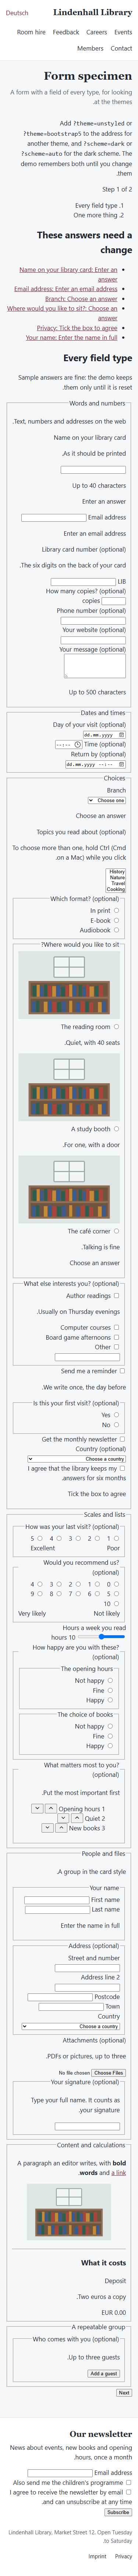 Lindenhall Library
Deutsch
Events
Careers
Feedback
Room hire
Contact
Members
Form specimen
A form with a field of every type, for looking at the themes.
Add ?theme=unstyled or
?theme=bootstrap5 to the address for
another theme, and ?scheme=dark or
?scheme=auto for the dark scheme. The
demo remembers both until you change
them.
Step 1 of 2
1. Every field type
2. One more thing
These answers need a
change
Name on your library card: Enter an
answer
Email address: Enter an email address
Branch: Choose an answer
Where would you like to sit?: Choose an
answer
Privacy: Tick the box to agree
Your name: Enter the name in full
Every field type
Sample answers are fine: the demo keeps
them only until it is reset.
Words and numbers
Text, numbers and addresses on the web.
Name on your library card
As it should be printed.
Up to 40 characters
Enter an answer
Email address
Enter an email address
Library card number (optional)
The six digits on the back of your card.
LIB
How many copies? (optional)
copies
Phone number (optional)
Your website (optional)
Your message (optional)
Up to 500 characters
Dates and times
Day of your visit (optional)
dd.mm.yyyy
Time (optional)
--:--
Return by (optional)
dd.mm.yyyy --:--
Choices
Branch
Choose one
Choose an answer
Topics you read about (optional)
To choose more than one, hold Ctrl (Cmd
on a Mac) while you click.
History
Nature
Travel
Cooking
Which format? (optional)
In print
E-book
Audiobook
Where would you like to sit?
The reading room
Quiet, with 40 seats.
A study booth
For one, with a door.
The café corner
Talking is fine.
Choose an answer
What else interests you? (optional)
Author readings
Usually on Thursday evenings.
Computer courses
Board game afternoons
Other
Send me a reminder
We write once, the day before.
Is this your first visit? (optional)
Yes
No
Get the monthly newsletter
Country (optional)
Choose a country
I agree that the library keeps my
answers for six months.
Tick the box to agree
Scales and lists
How was your last visit? (optional)
1 2 3 4 5
Poor Excellent
Would you recommend us?
(optional)
0 1 2 3 4
5 6 7 8 9
10
Not likely Very likely
Hours a week you read
10 hours
How happy are you with these?
(optional)
The opening hours
Not happy
Fine
Happy
The choice of books
Not happy
Fine
Happy
What matters most to you?
(optional)
Put the most important first.
1 Opening hours
2 Quiet
3 New books
People and files
A group in the card style.
Your name
First name
Last name
Enter the name in full
Address (optional)
Street and number
Address line 2
Postcode
Town
Country
Choose a country
Attachments (optional)
PDFs or pictures, up to three.
Choose Files No file chosen
Your signature (optional)
Type your full name. It counts as
your signature.
Content and calculations
A paragraph an editor writes, with bold
words and a link.
What it costs
Deposit
Two euros a copy.
EUR 0.00
A repeatable group
Who comes with you (optional)
Up to three guests.
Add a guest
Next
Our newsletter
News about events, new books and opening
hours, once a month.
Email address
Also send me the children's programme
I agree to receive the newsletter by email
and can unsubscribe at any time.
Subscribe
Lindenhall Library, Market Street 12. Open Tuesday
to Saturday.
Privacy
Imprint